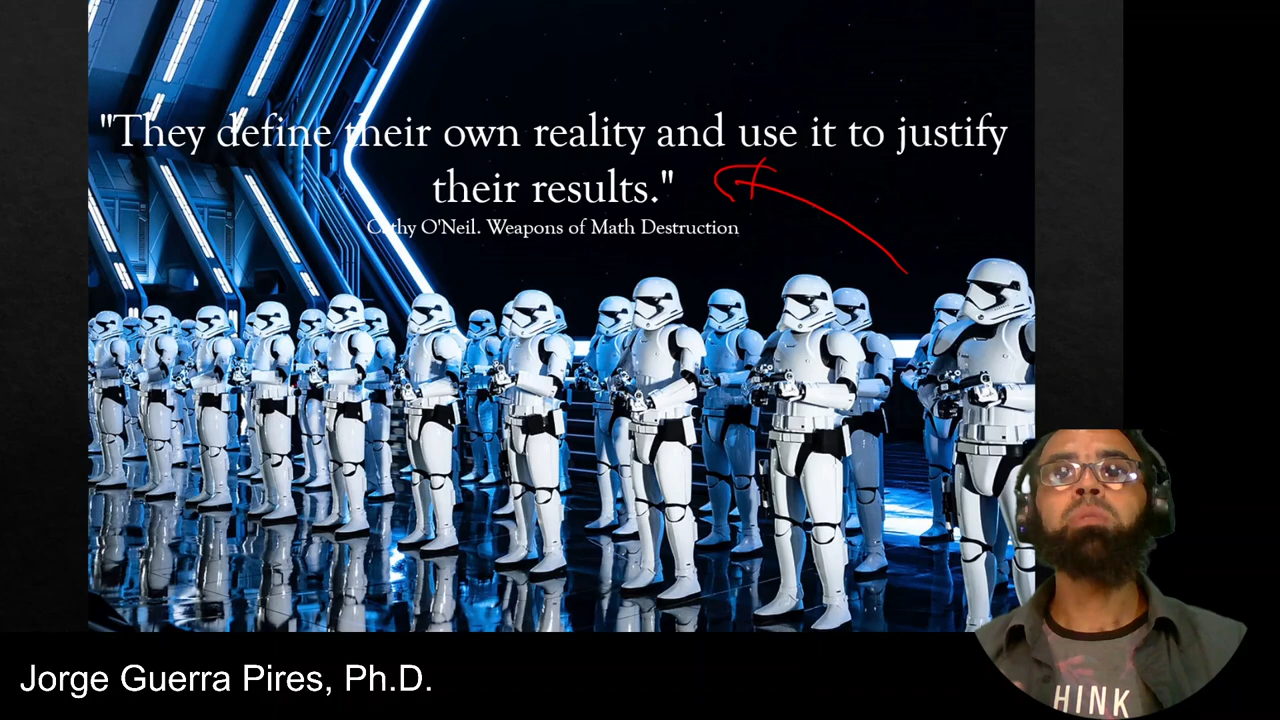 "They define their own reality and use it to justify
their results."
Cathy O'Neil. Weapons of Math Destruction
HINK
Jorge Guerra Pires, Ph.D.